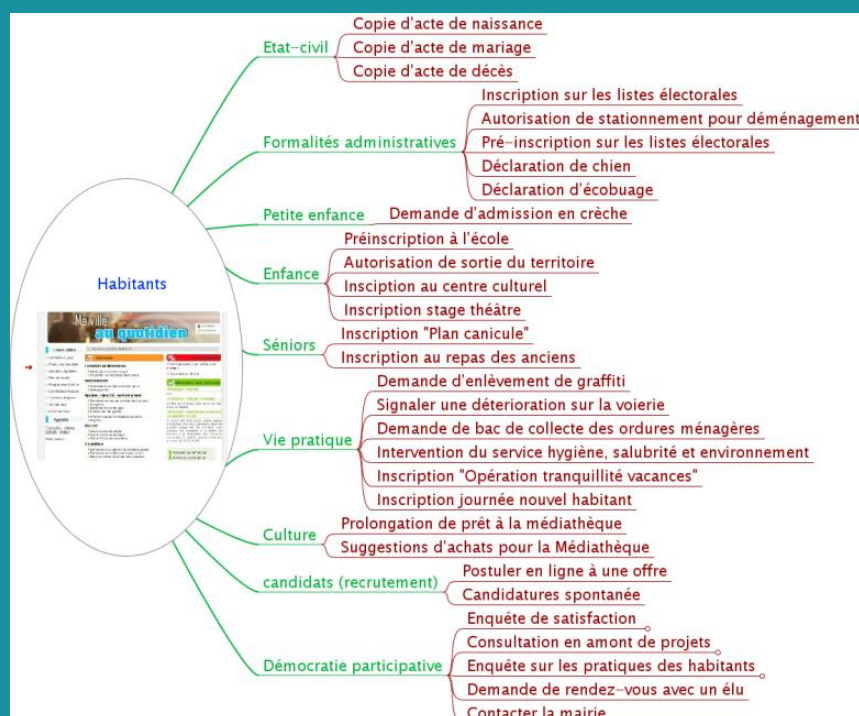 Habitants
Ma ville
au quotidien
Etat-civil
Copie d'acte de naissance
Copie d'acte de mariage
Copie d'acte de décès
Formalités administratives
Inscription sur les listes électorales
Autorisation de stationnement pour déménagement
Pré-inscription sur les listes électorales
Déclaration de chien
Déclaration d'écobuage
Petite enfance
Demande d'admission en crèche
Enfance
Préinscription à l'école
Autorisation de sortie du territoire
Insciption au centre culturel
Inscription stage théâtre
Séniors
Inscription "Plan canicule"
Inscription au repas des anciens
Vie pratique
Demande d'enlèvement de graffiti
Signaler une déterioration sur la voierie
Demande de bac de collecte des ordures ménagères
Intervention du service hygiène, salubrité et environnement
Inscription "Opération tranquillité vacances"
Inscription journée nouvel habitant
Culture
Prolongation de prêt à la médiathèque
Suggestions d'achats pour la Médiathèque
candidats (recrutement)
Postuler en ligne à une offre
Candidatures spontanée
Démocratie participative
Enquête de satisfaction
Consultation en amont de projets
Enquête sur les pratiques des habitants
Demande de rendez-vous avec un élu
Contacter la mairie